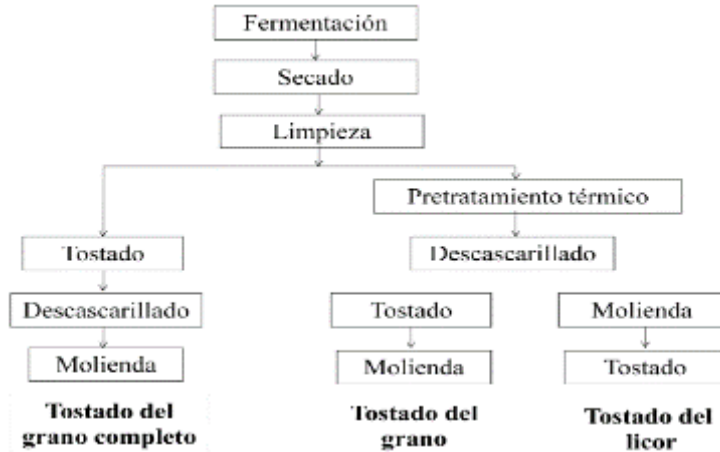 Fermentación
Secado
Limpieza
Pretratamiento térmico
Tostado
Descascarillado
Descascarillado
Tostado
Molienda
Molienda
Molienda
Tostado
Tostado del
grano completo
Tostado del
grano
Tostado del
licor